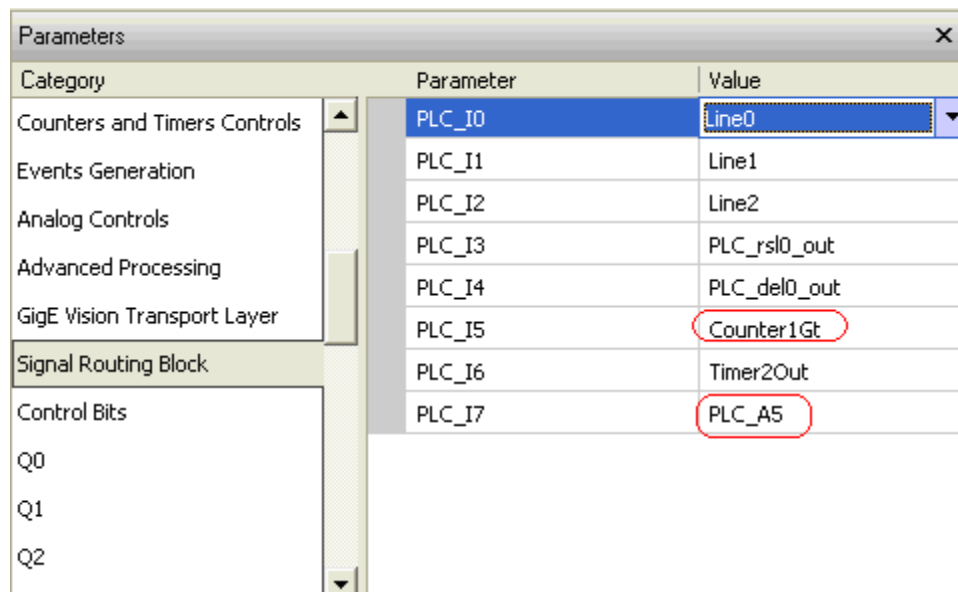 Parameters
Category
Parameter
Value
Counters and Timers Controls
Events Generation
Analog Controls
Advanced Processing
GigE Vision Transport Layer
Signal Routing Block
Control Bits
Q0
Q1
Q2
PLC_I0 Line0
PLC_I1 Line1
PLC_I2 Line2
PLC_I3 PLC_rsl0_out
PLC_I4 PLC_del0_out
PLC_I5 Counter1Gt
PLC_I6 Timer2Out
PLC_I7 PLC_A5